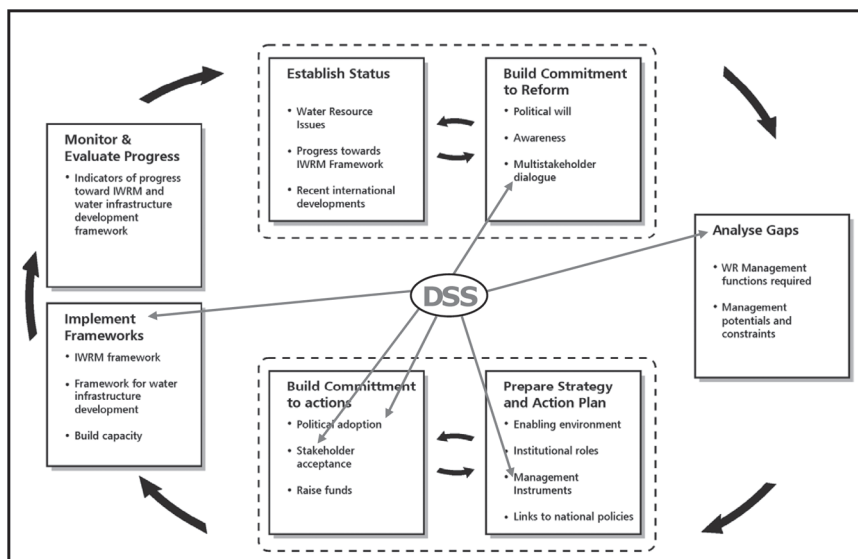 Establish Status
• Water Resource
Issues
• Progress towards
IWRM Framework
• Recent international
developments
Build Commitment
to Reform
• Political will
• Awareness
• Multistakeholder
dialogue
Monitor &
Evaluate Progress
• Indicators of progress
toward IWRM and
water infrastructure
development
framework
Analyse Gaps
• WR Management
functions required
• Management
potentials and
constraints
DSS
Implement
Frameworks
• IWRM framework
• Framework for water
infrastructure
development
• Build capacity
Build Committment
to actions
• Political adoption
• Stakeholder
acceptance
• Raise funds
Prepare Strategy
and Action Plan
• Enabling environment
• Institutional roles
• Management
Instruments
• Links to national policies